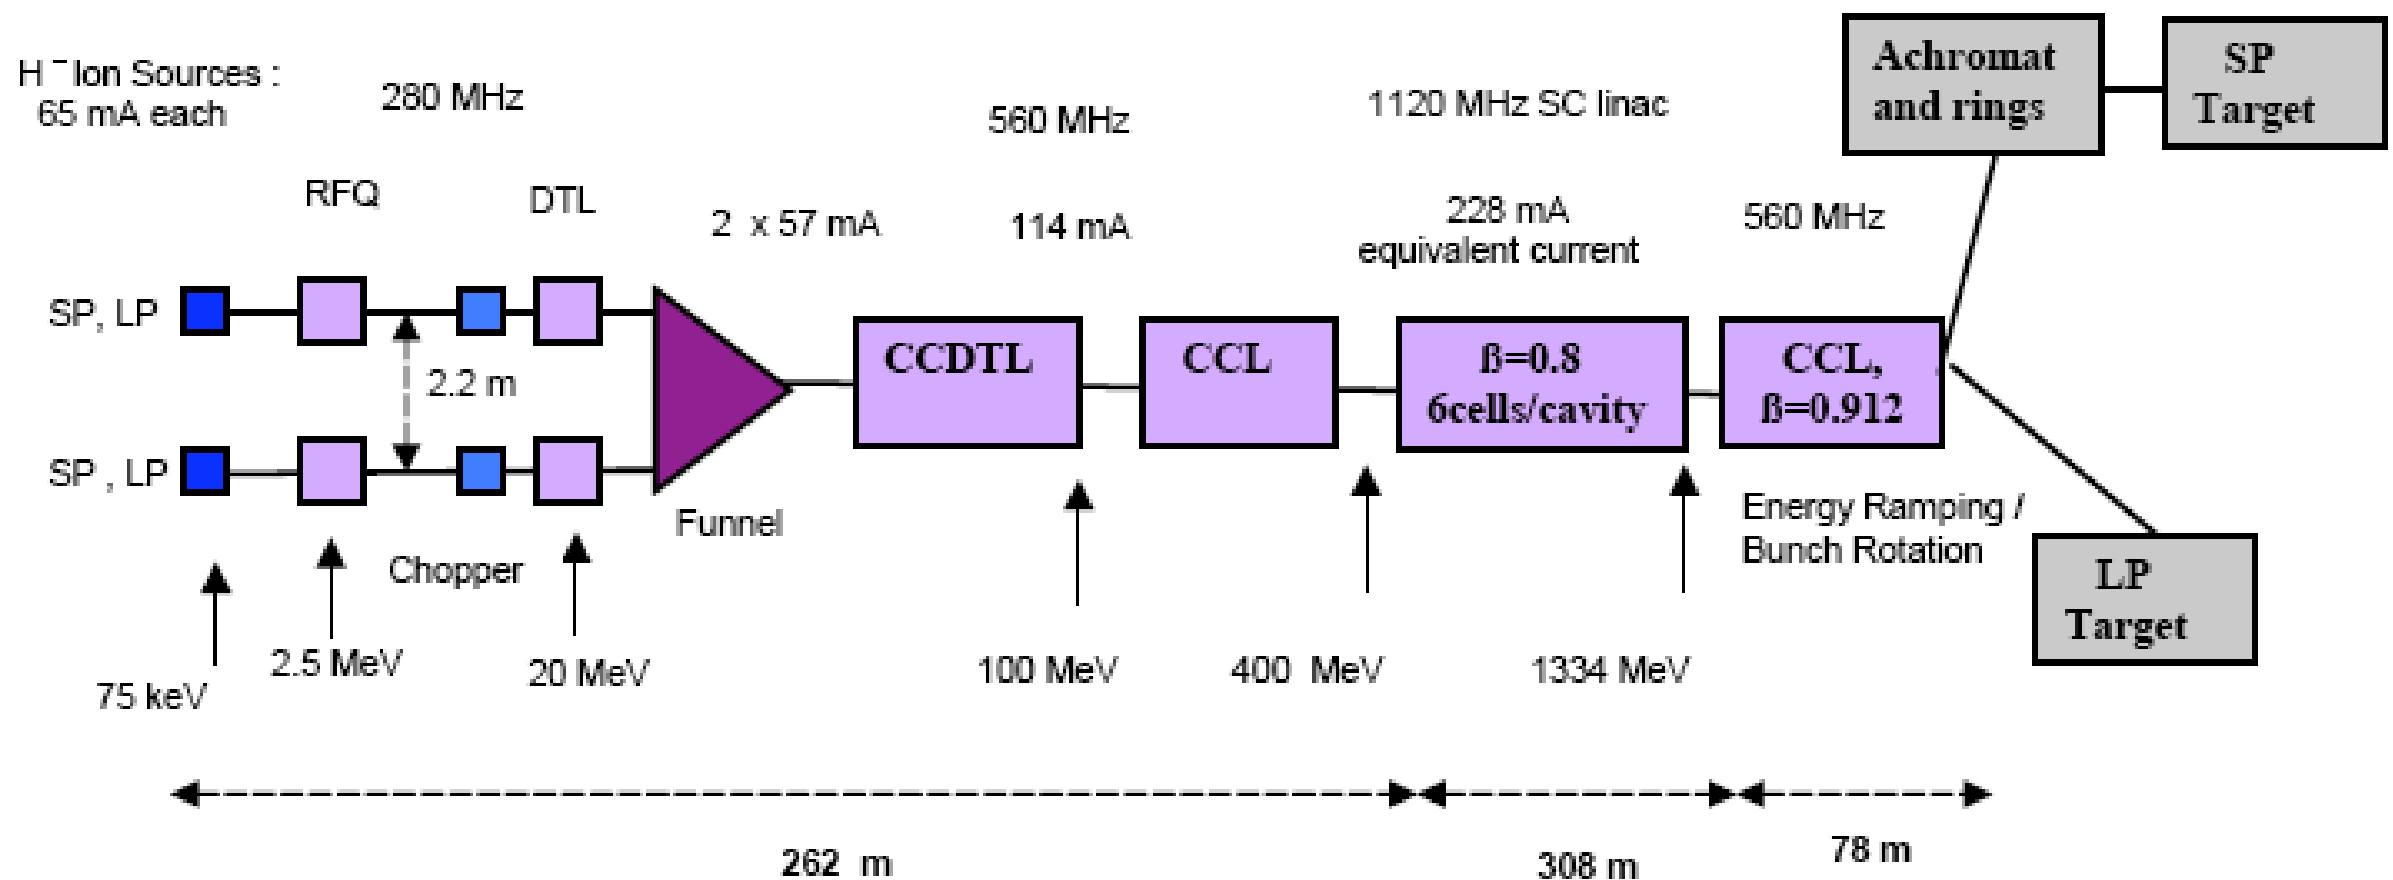 H⁻ Ion Sources :
65 mA each
280 MHz
560 MHz
1120 MHz SC linac
Achromat
and rings
SP
Target
RFQ
DTL
2 x 57 mA
114 mA
228 mA
equivalent current
560 MHz
SP, LP
2.2 m
SP , LP
CCDTL
CCL
ß=0.8
6cells/cavity
CCL,
ß=0.912
Funnel
Chopper
Energy Ramping /
Bunch Rotation
LP
Target
75 keV
2.5 MeV
20 MeV
100 MeV
400 MeV
1334 MeV
262 m
308 m
78 m